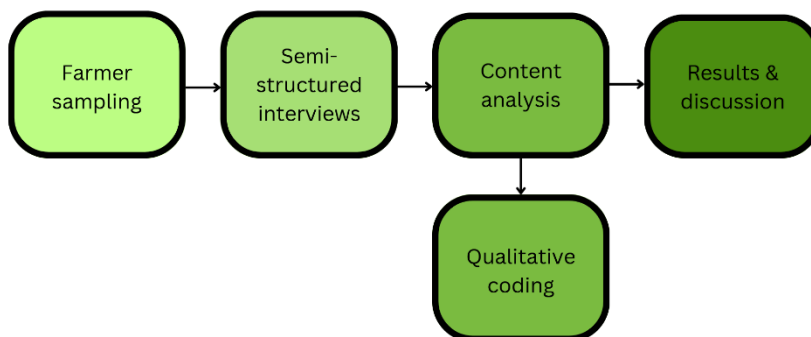 Farmer
sampling
Semi-
structured
interviews
Content
analysis
Results &
discussion
Qualitative
coding